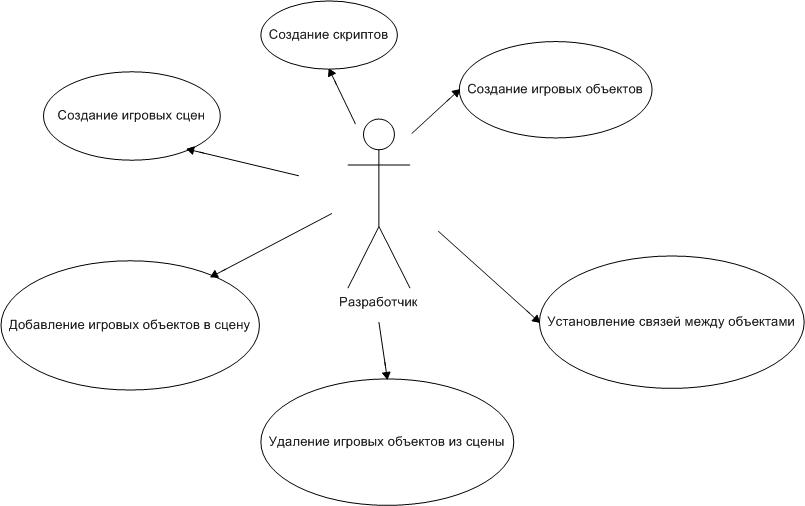 Создание скриптов
Создание игровых объектов
Создание игровых сцен
Разработчик
Добавление игровых объектов в сцену
Установление связей между объектами
Удаление игровых объектов из сцены